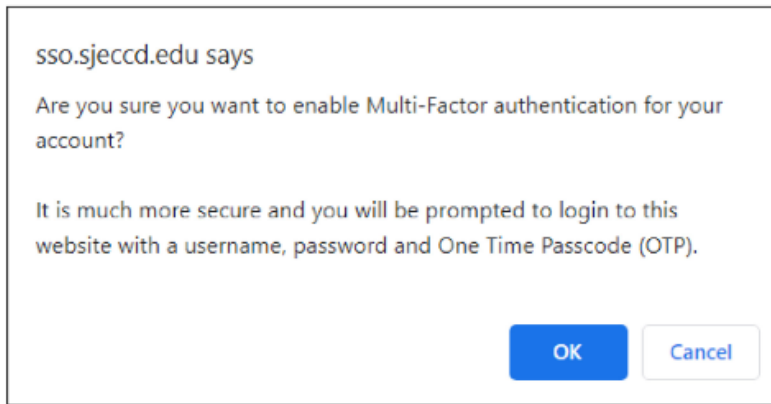 sso.sjeccd.edu says
Are you sure you want to enable Multi-Factor authentication for your
account?
It is much more secure and you will be prompted to login to this
website with a username, password and One Time Passcode (OTP).
OK Cancel